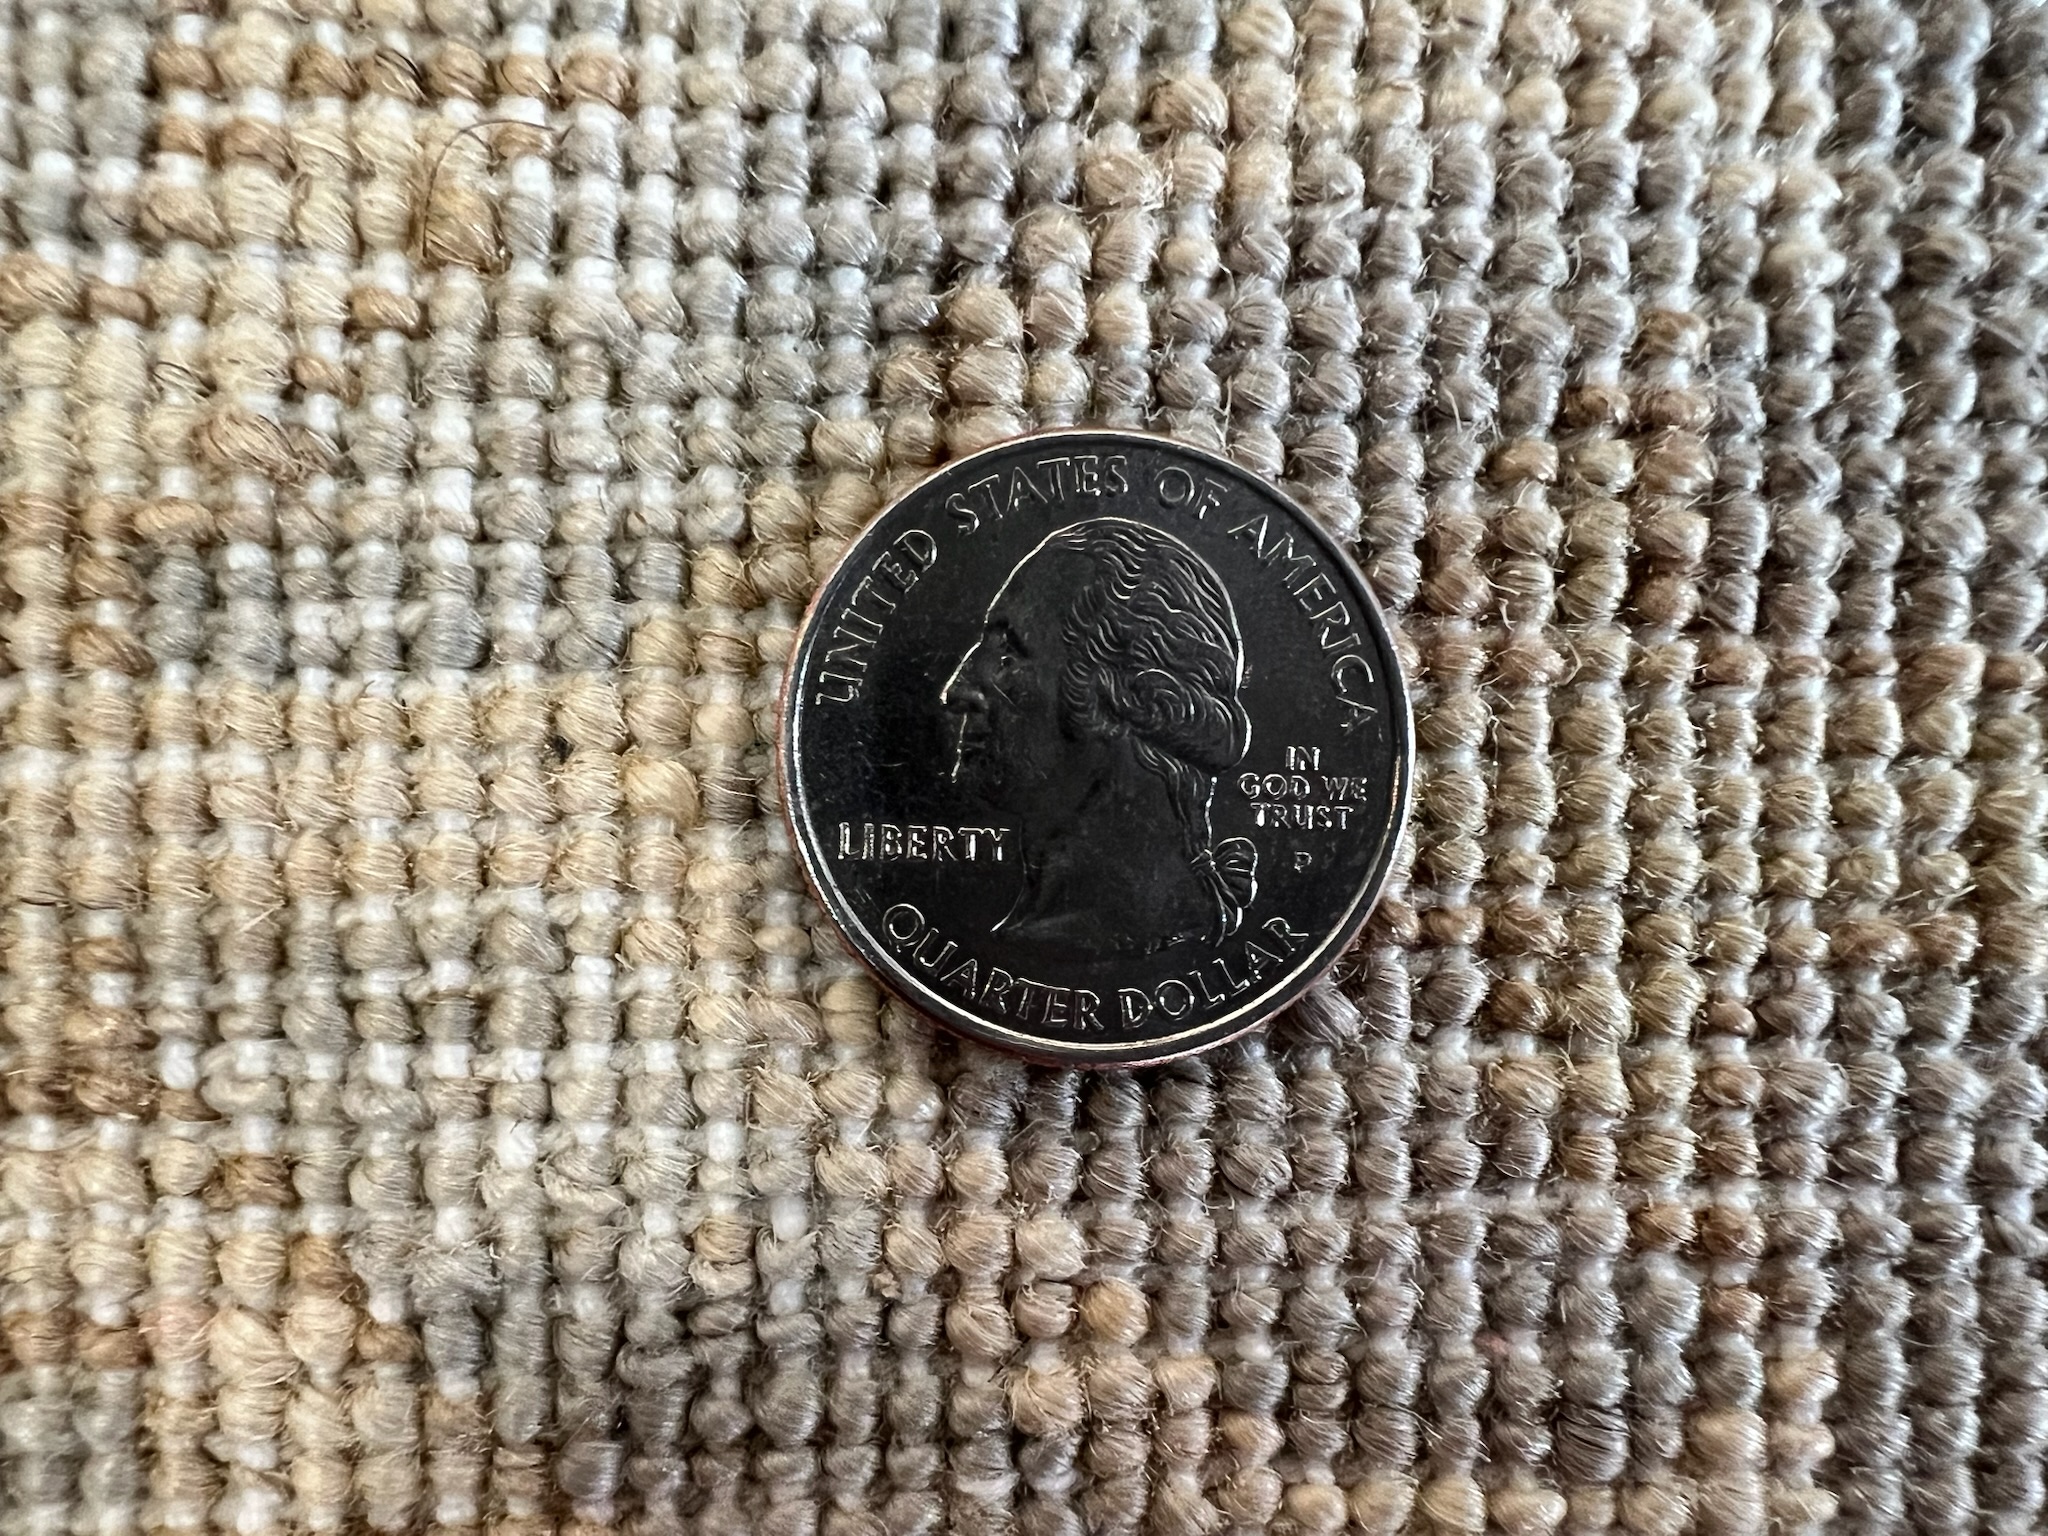 UNITED STATES OF AMERICA
LIBERTY
IN
GOD WE
TRUST
P
QUARTER DOLLAR